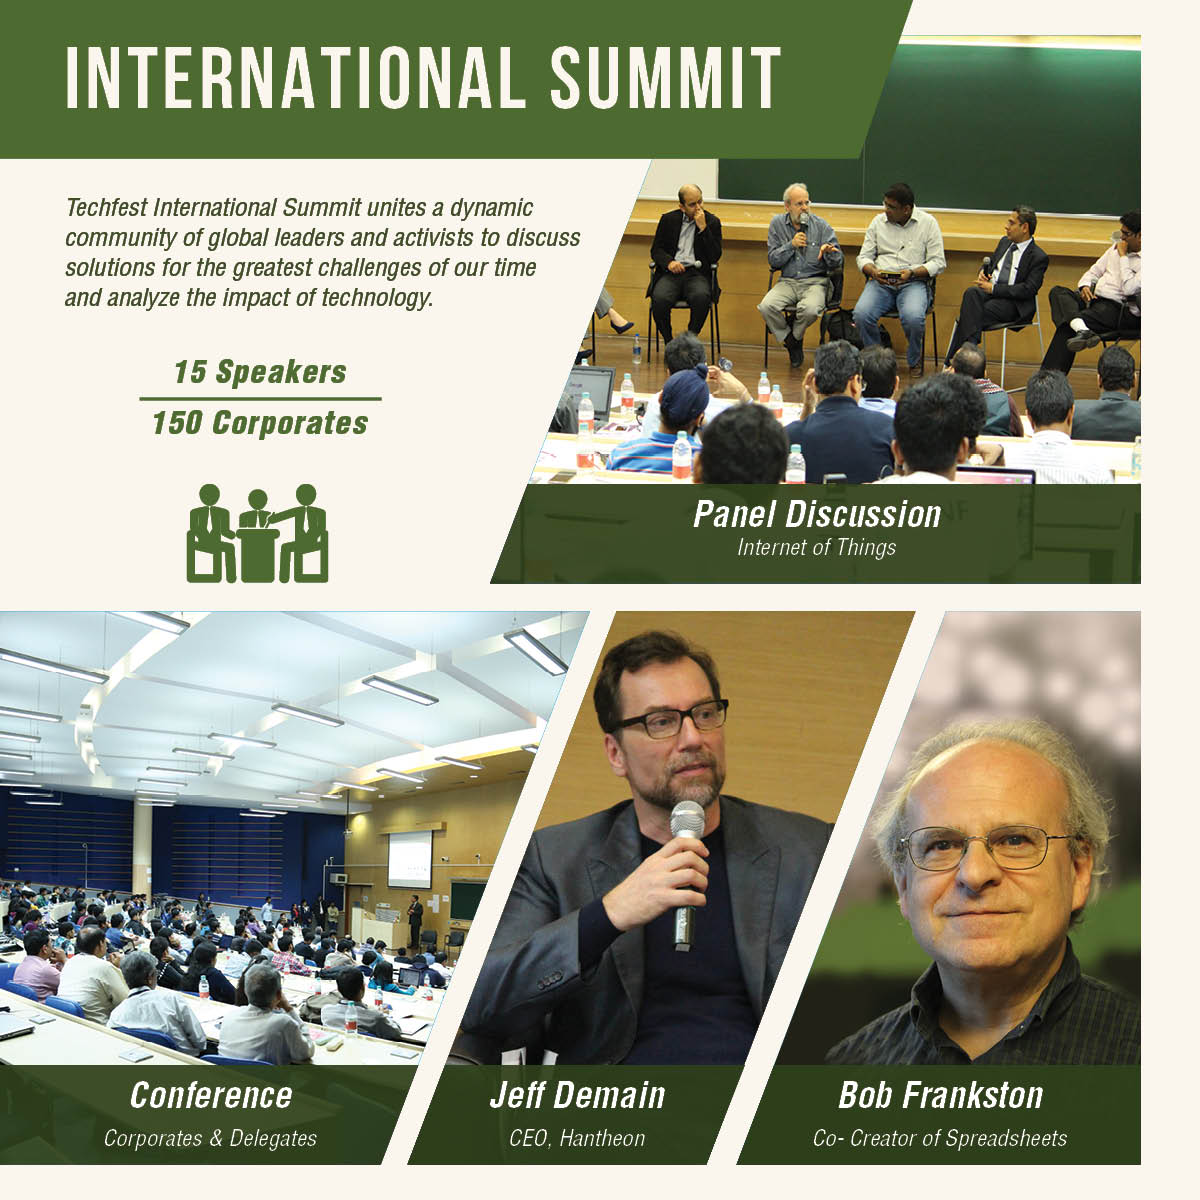 INTERNATIONAL SUMMIT
Techfest International Summit unites a dynamic
community of global leaders and activists to discuss
solutions for the greatest challenges of our time
and analyze the impact of technology.
15 Speakers
150 Corporates
Panel Discussion
Internet of Things
Conference
Corporates & Delegates
Jeff Demain
CEO, Hantheon
Bob Frankston
Co- Creator of Spreadsheets